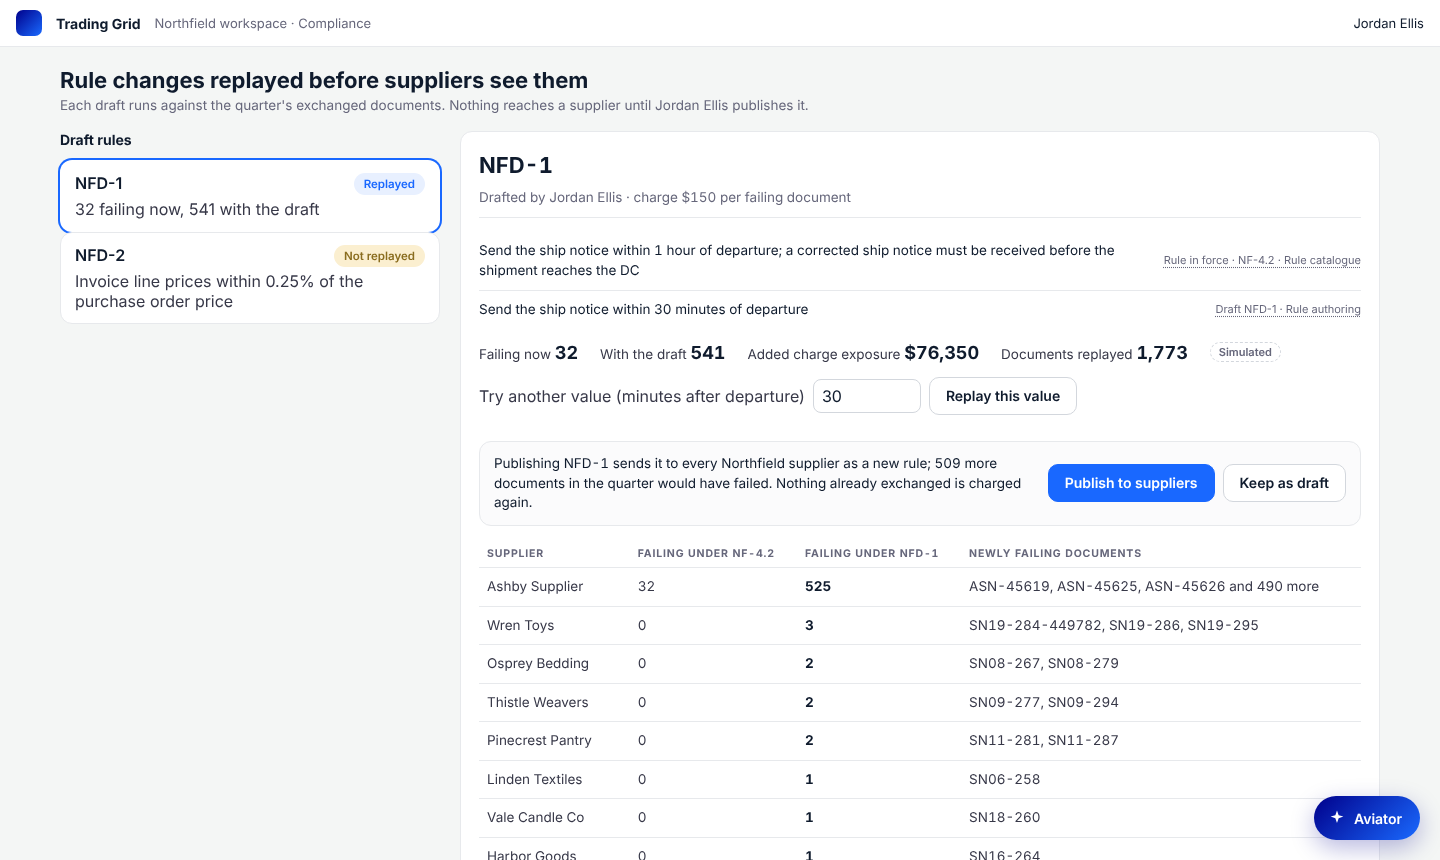 Trading Grid Northfield workspace · Compliance Jordan Ellis
Rule changes replayed before suppliers see them
Each draft runs against the quarter's exchanged documents. Nothing reaches a supplier until Jordan Ellis publishes it.
Draft rules
NFD-1 Replayed
32 failing now, 541 with the draft
NFD-2 Not replayed
Invoice line prices within 0.25% of the
purchase order price
NFD-1
Drafted by Jordan Ellis · charge $150 per failing document
Send the ship notice within 1 hour of departure; a corrected ship notice must be received before the
shipment reaches the DC
Rule in force · NF-4.2 · Rule catalogue
Send the ship notice within 30 minutes of departure Draft NFD-1 · Rule authoring
Failing now 32 With the draft 541 Added charge exposure $76,350 Documents replayed 1,773 Simulated
Try another value (minutes after departure) 30 Replay this value
Publishing NFD-1 sends it to every Northfield supplier as a new rule; 509 more
documents in the quarter would have failed. Nothing already exchanged is charged
again.
Publish to suppliers Keep as draft
SUPPLIER FAILING UNDER NF-4.2 FAILING UNDER NFD-1 NEWLY FAILING DOCUMENTS
Ashby Supplier 32 525 ASN-45619, ASN-45625, ASN-45626 and 490 more
Wren Toys 0 3 SN19-284-449782, SN19-286, SN19-295
Osprey Bedding 0 2 SN08-267, SN08-279
Thistle Weavers 0 2 SN09-277, SN09-294
Pinecrest Pantry 0 2 SN11-281, SN11-287
Linden Textiles 0 1 SN06-258
Vale Candle Co 0 1 SN18-260
Harbor Goods 0 1 SN16-264
Aviator